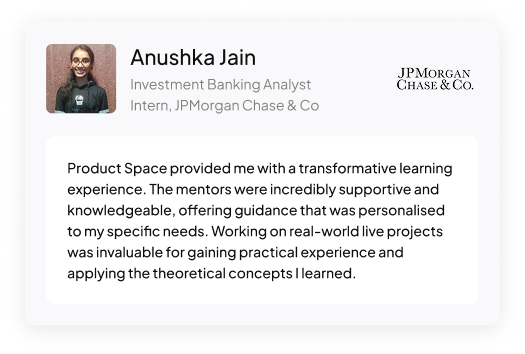 Anushka Jain
Investment Banking Analyst
Intern, JPMorgan Chase & Co
JPMORGAN
CHASE & CO.
Product Space provided me with a transformative learning
experience. The mentors were incredibly supportive and
knowledgeable, offering guidance that was personalised
to my specific needs. Working on real-world live projects
was invaluable for gaining practical experience and
applying the theoretical concepts I learned.